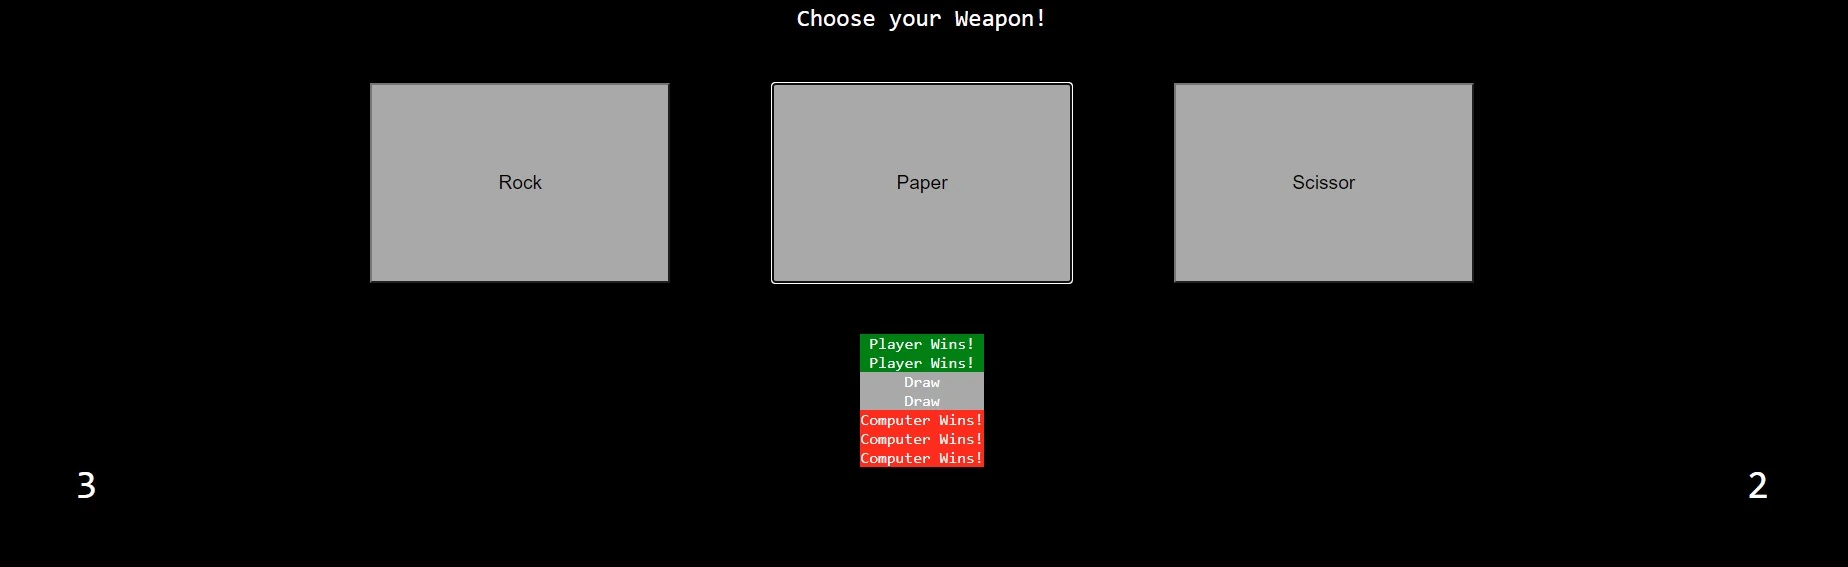 Choose your Weapon!
Rock
Paper
Scissor
Player Wins!
Player Wins!
Draw
Draw
Computer Wins!
Computer Wins!
Computer Wins!
3
2